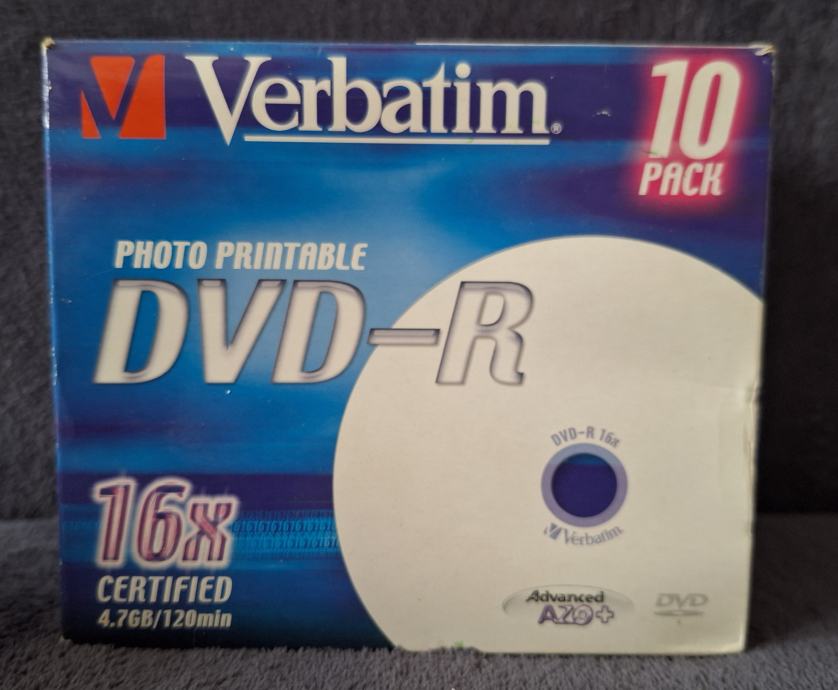 Verbatim®
10
PACK
PHOTO PRINTABLE
DVD-R
DVD-R 16x
Verbatim
16x
CERTIFIED
4.7GB/120min
Advanced
AZO+
DVD